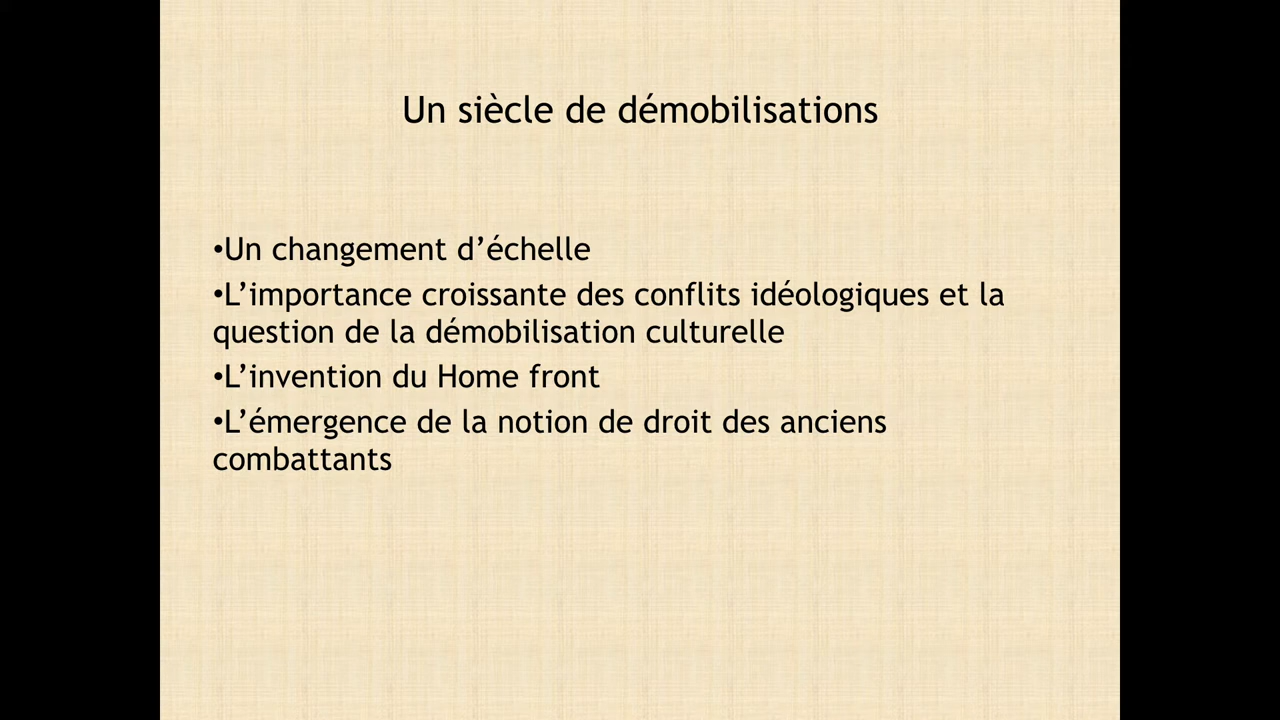 Un siècle de démobilisations
•Un changement d’échelle
•L’importance croissante des conflits idéologiques et la
question de la démobilisation culturelle
•L’invention du Home front
•L’émergence de la notion de droit des anciens
combattants